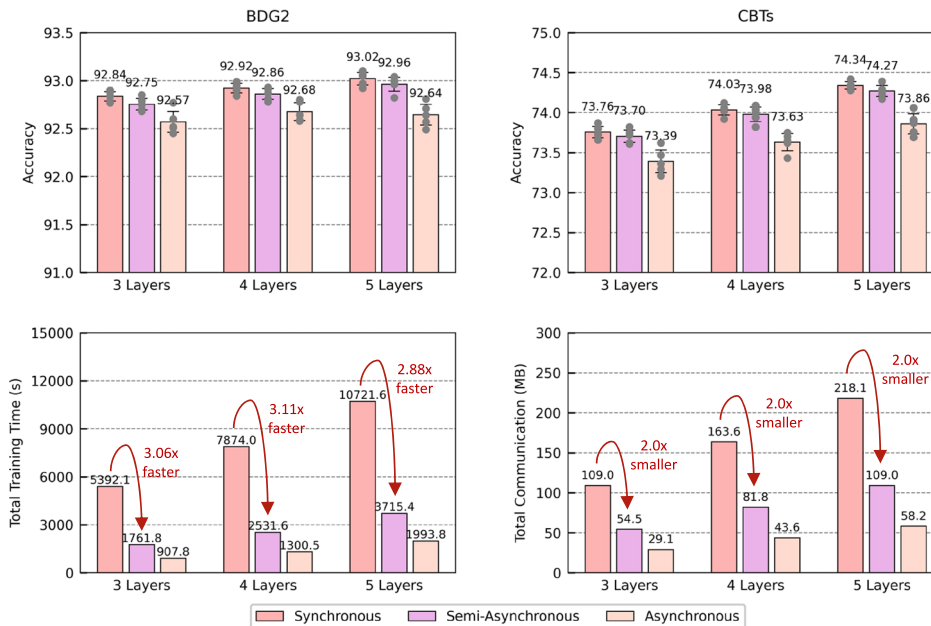 BDG2
CBTs
Accuracy
93.5
93.0
92.5
92.0
91.5
91.0
92.84
92.75
92.57
92.92
92.86
92.68
93.02
92.96
92.64
3 Layers
4 Layers
5 Layers
Accuracy
75.0
74.5
74.0
73.5
73.0
72.5
72.0
73.76
73.70
73.39
74.03
73.98
73.63
74.34
74.27
73.86
3 Layers
4 Layers
5 Layers
Total Training Time (s)
15000
12000
9000
6000
3000
0
5392.1
1761.8
907.8
3.06x
faster
7874.0
2531.6
1300.5
3.11x
faster
10721.6
3715.4
1993.8
2.88x
faster
3 Layers
4 Layers
5 Layers
Total Communication (MB)
300
250
200
150
100
50
0
109.0
54.5
29.1
2.0x
smaller
163.6
81.8
43.6
2.0x
smaller
218.1
109.0
58.2
2.0x
smaller
3 Layers
4 Layers
5 Layers
Synchronous
Semi-Asynchronous
Asynchronous